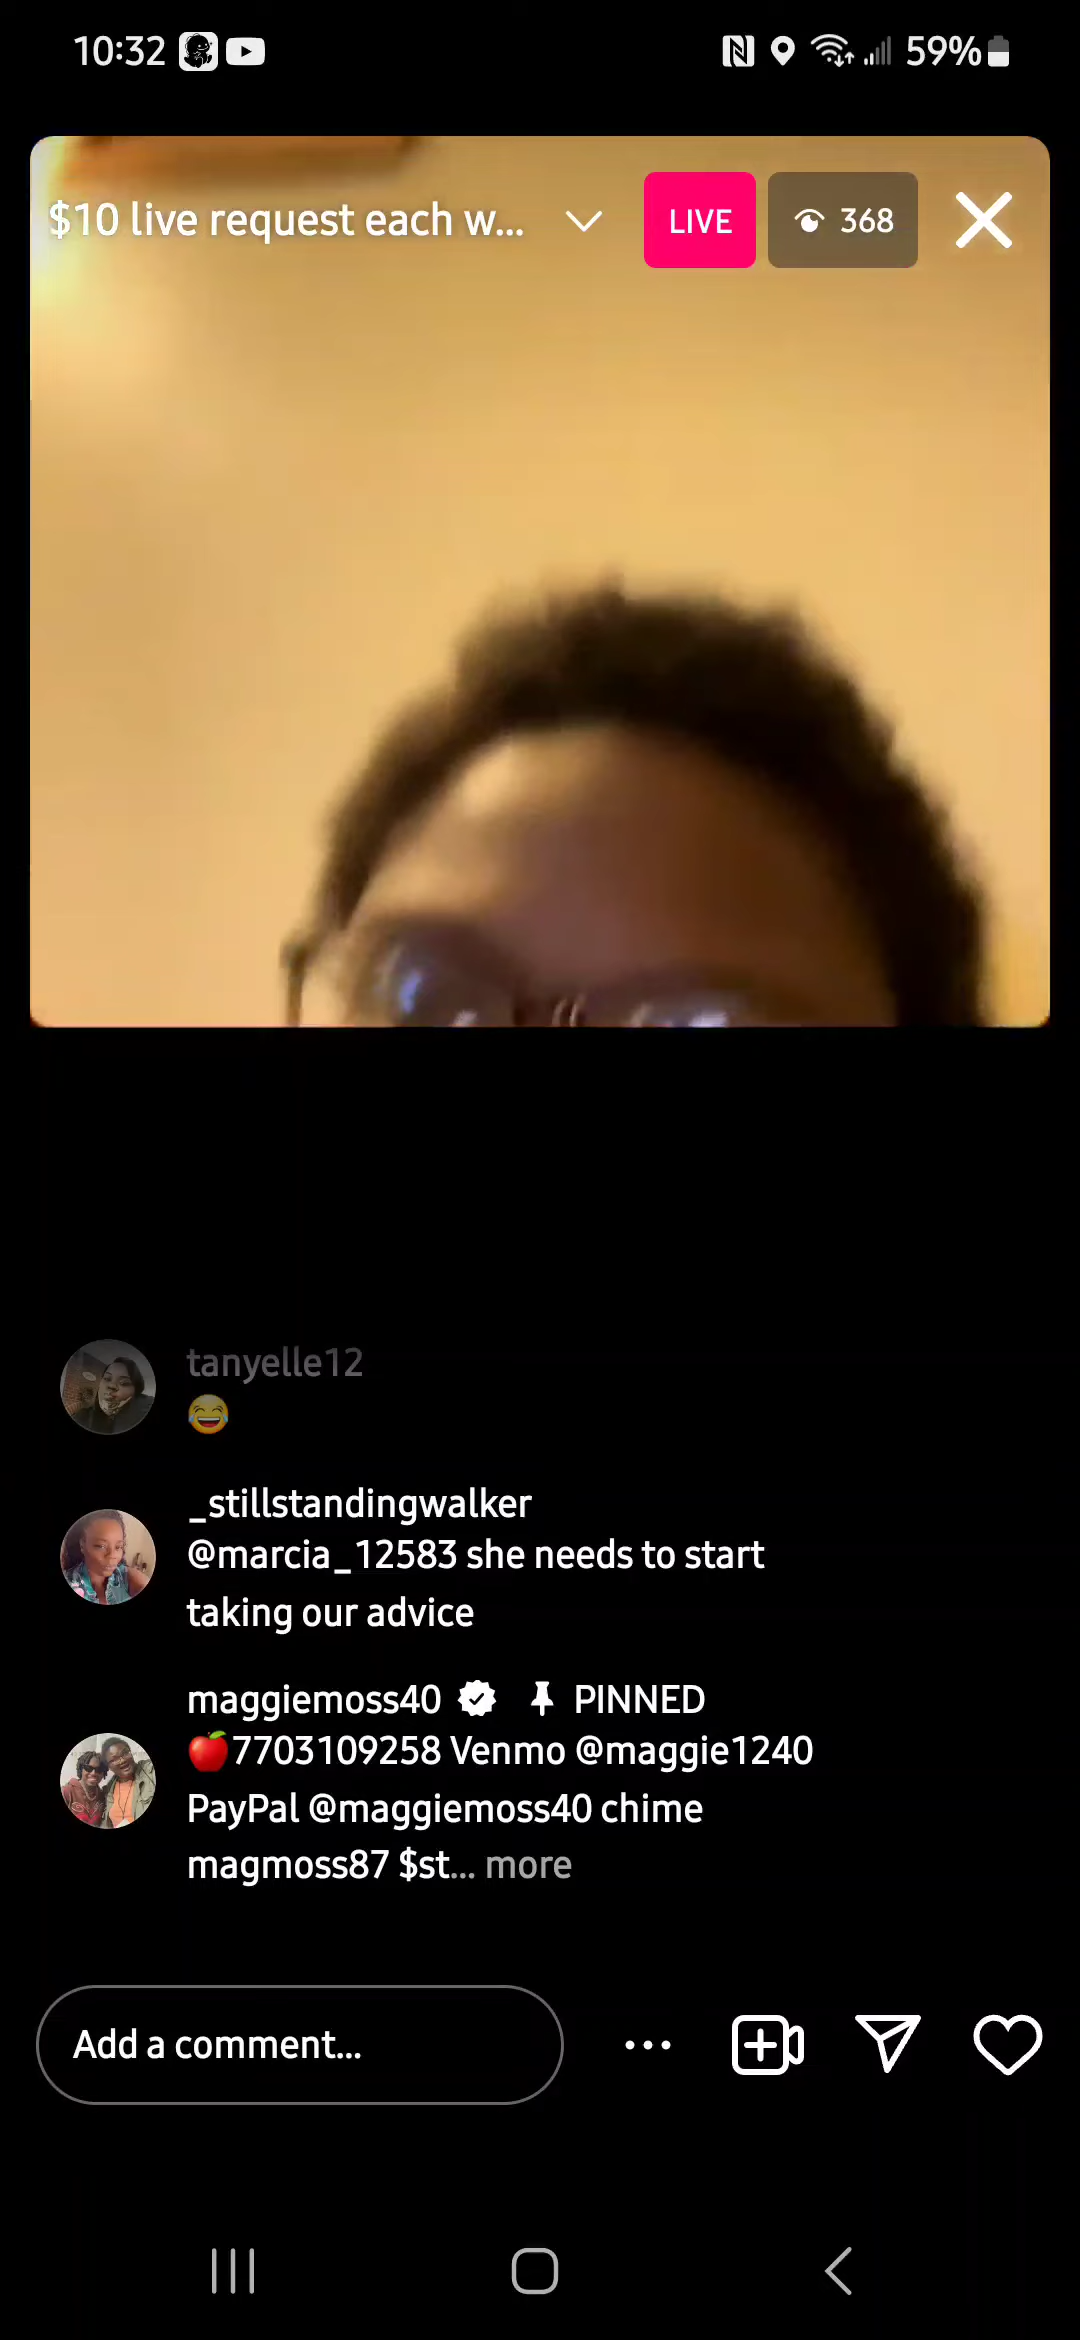 10:32
59%
$10 live request each w...
LIVE
368
tanyelle12
😂
_stillstandingwalker
@marcia_12583 she needs to start
taking our advice
maggiemoss40 PINNED
🍎7703109258 Venmo @maggie1240
PayPal @maggiemoss40 chime
magmoss87 $st... more
Add a comment...